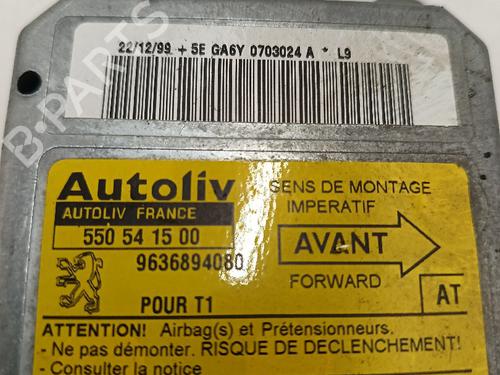 22/12/99 + 5E GA6Y 0703024 A * L9
B-PARTS
Autoliv
AUTOLIV FRANCE
550 54 15 00
9636894080
POUR T1
SENS DE MONTAGE
IMPERATIF
AVANT
FORWARD
AT
ATTENTION! Airbag(s) et Prétensionneurs.
- Ne pas démonter. RISQUE DE DECLENCHEMENT!
- Consulter la notice